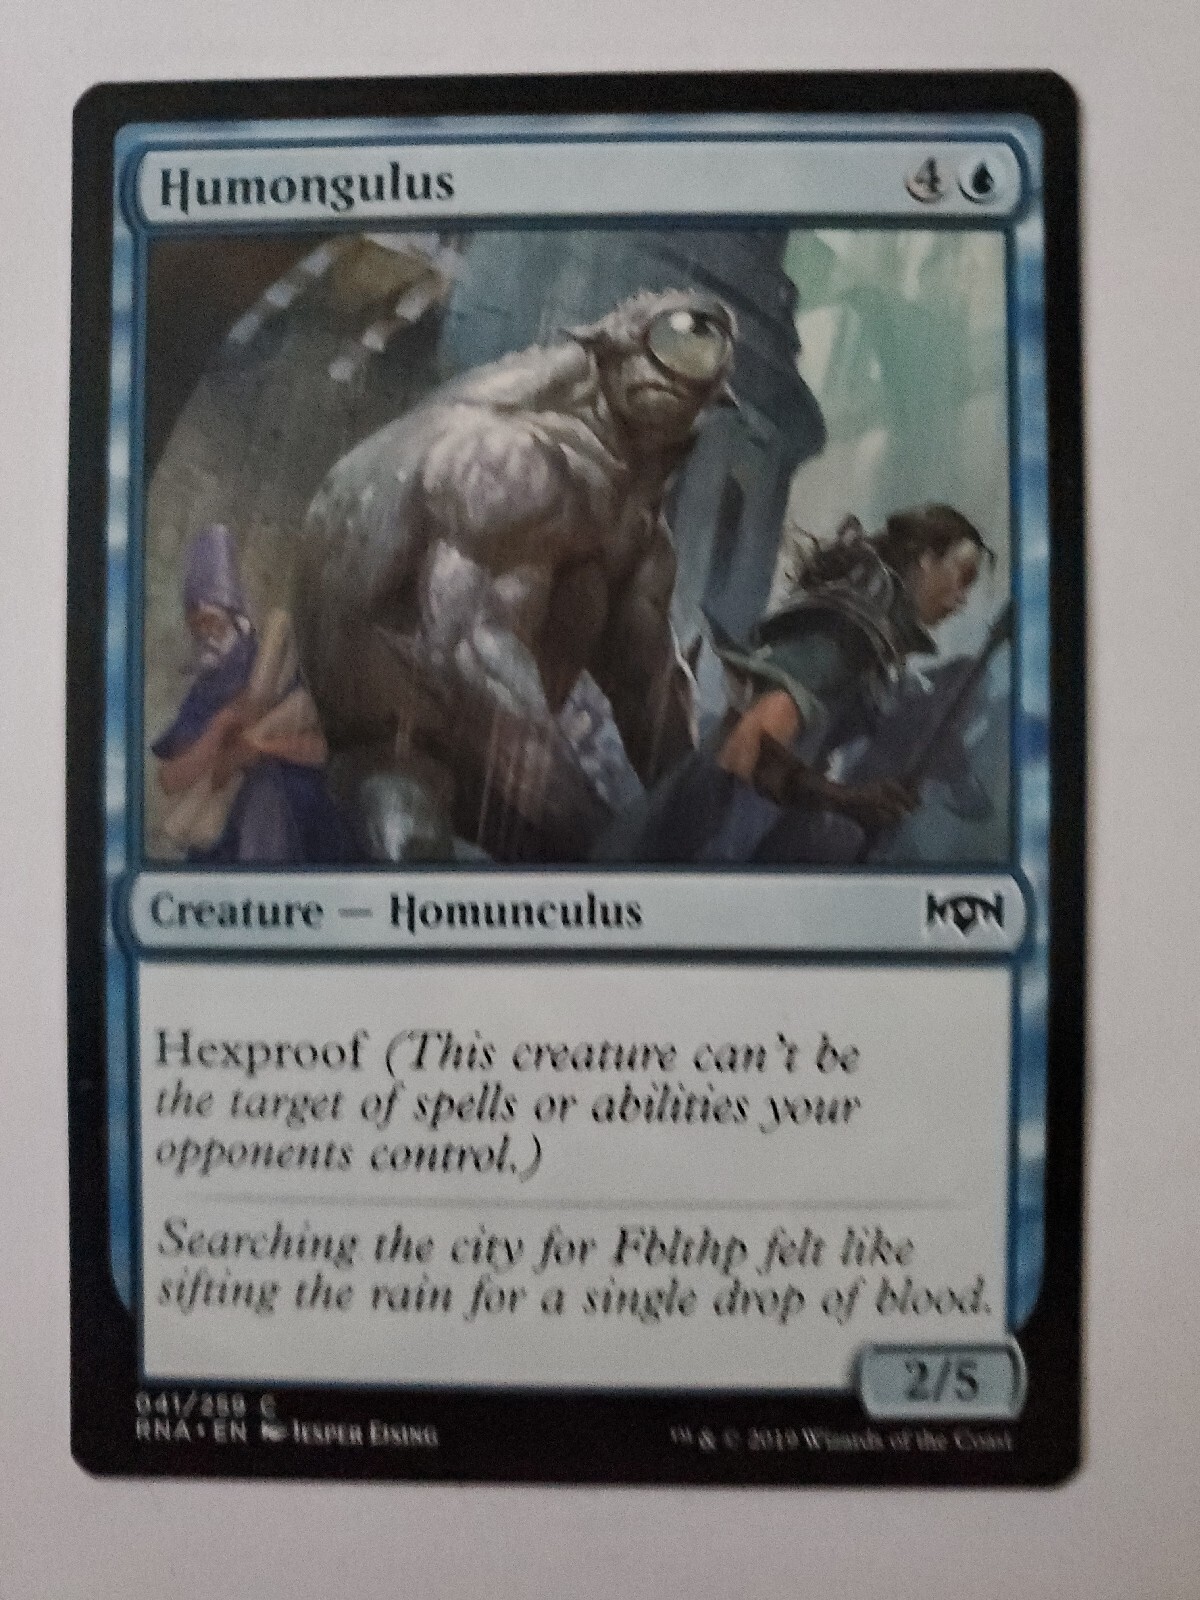 Humongulus 4
Creature — Homunculus
Hexproof (This creature can't be
the target of spells or abilities your
opponents control.)
Searching the city for Fblthp felt like
sifting the rain for a single drop of blood.
2/5
041/259 C
RNA • EN Jesper Ejsing
™ & © 2019 Wizards of the Coast